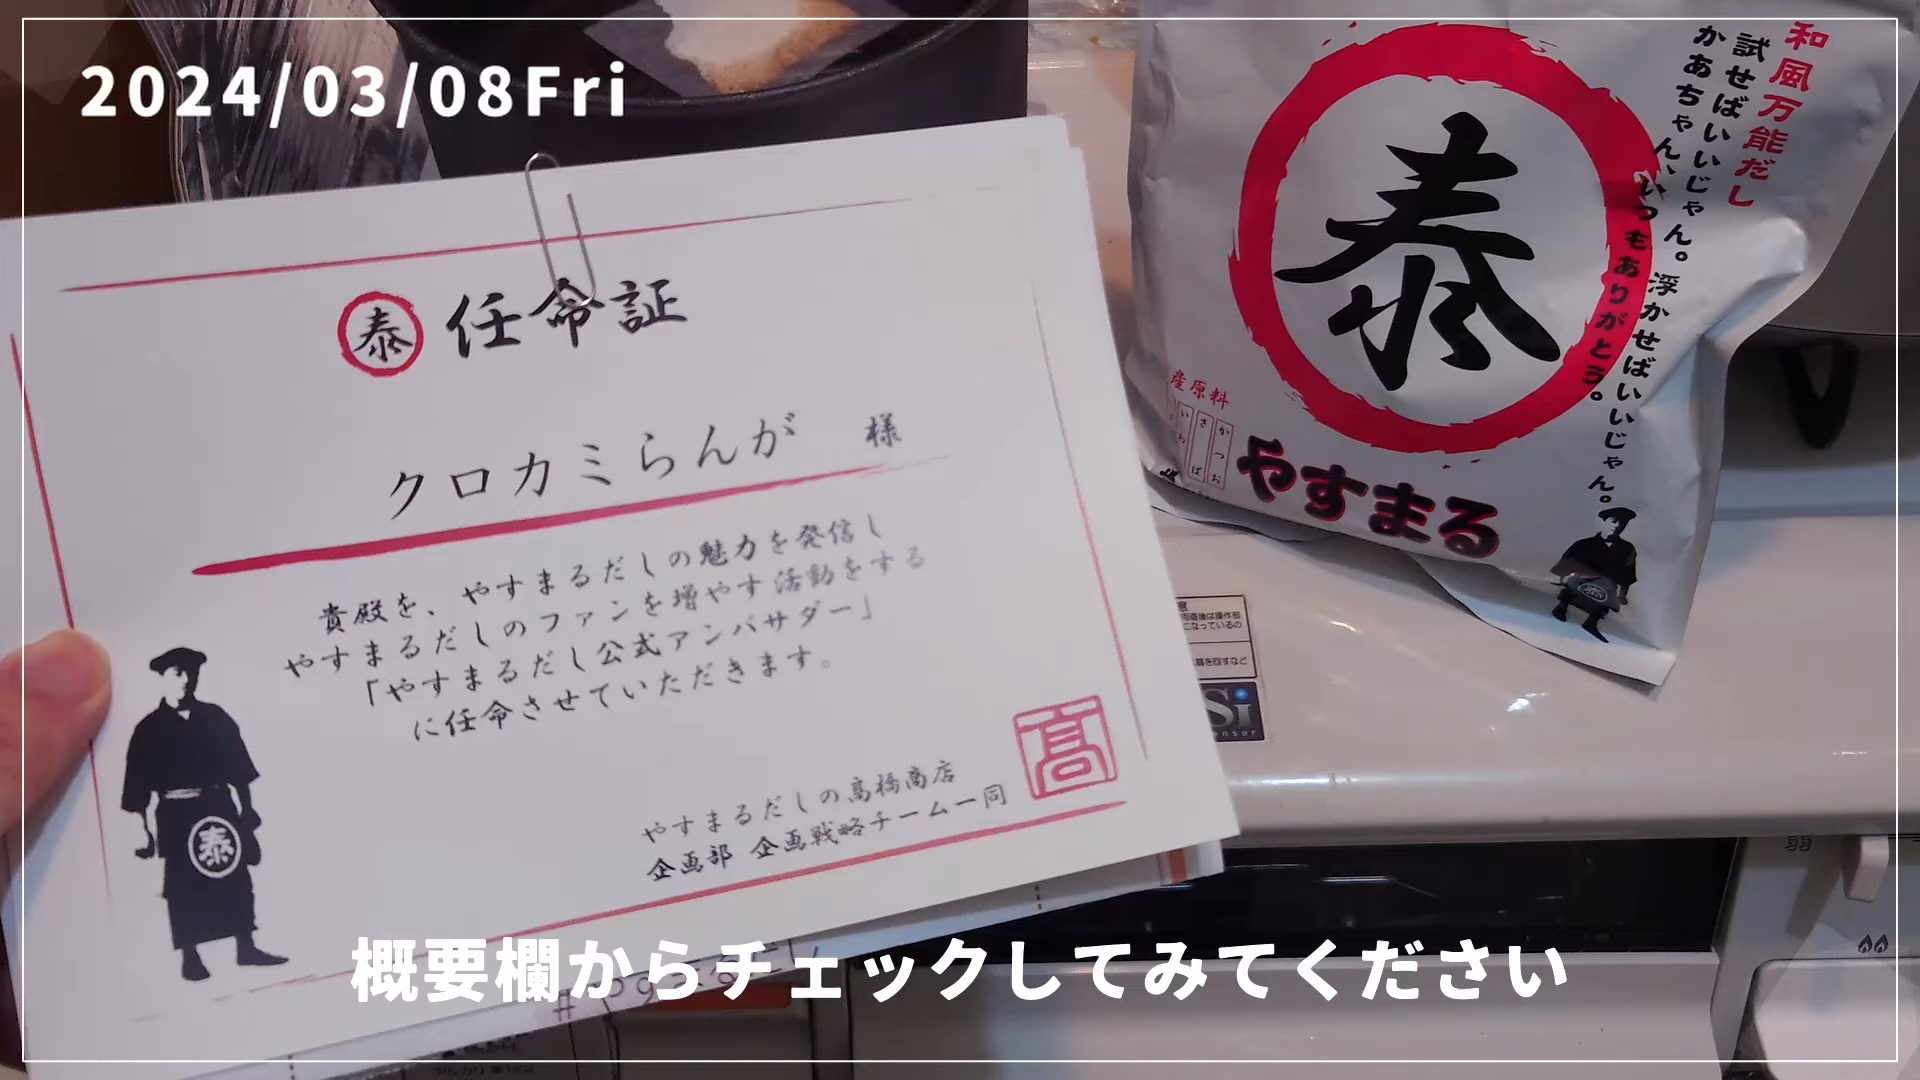 2024/03/08Fri
泰 任命証
クロカミらんが 様
貴殿を、やすまるだしの魅力を発信し
やすまるだしのファンを増やす活動をする
「やすまるだし公式アンバサダー」
に任命させていただきます。
やすまるだしの高橋商店
企画部 企画戦略チーム一同
高
泰
和風万能だし
試せばいいじゃん。浮かせばいいじゃん。
かあちゃん、いつもありがとう。
泰
原料
かつお
さば
いわ
やすまる
泰
Si
ensor
弱
概要欄からチェックしてみてください